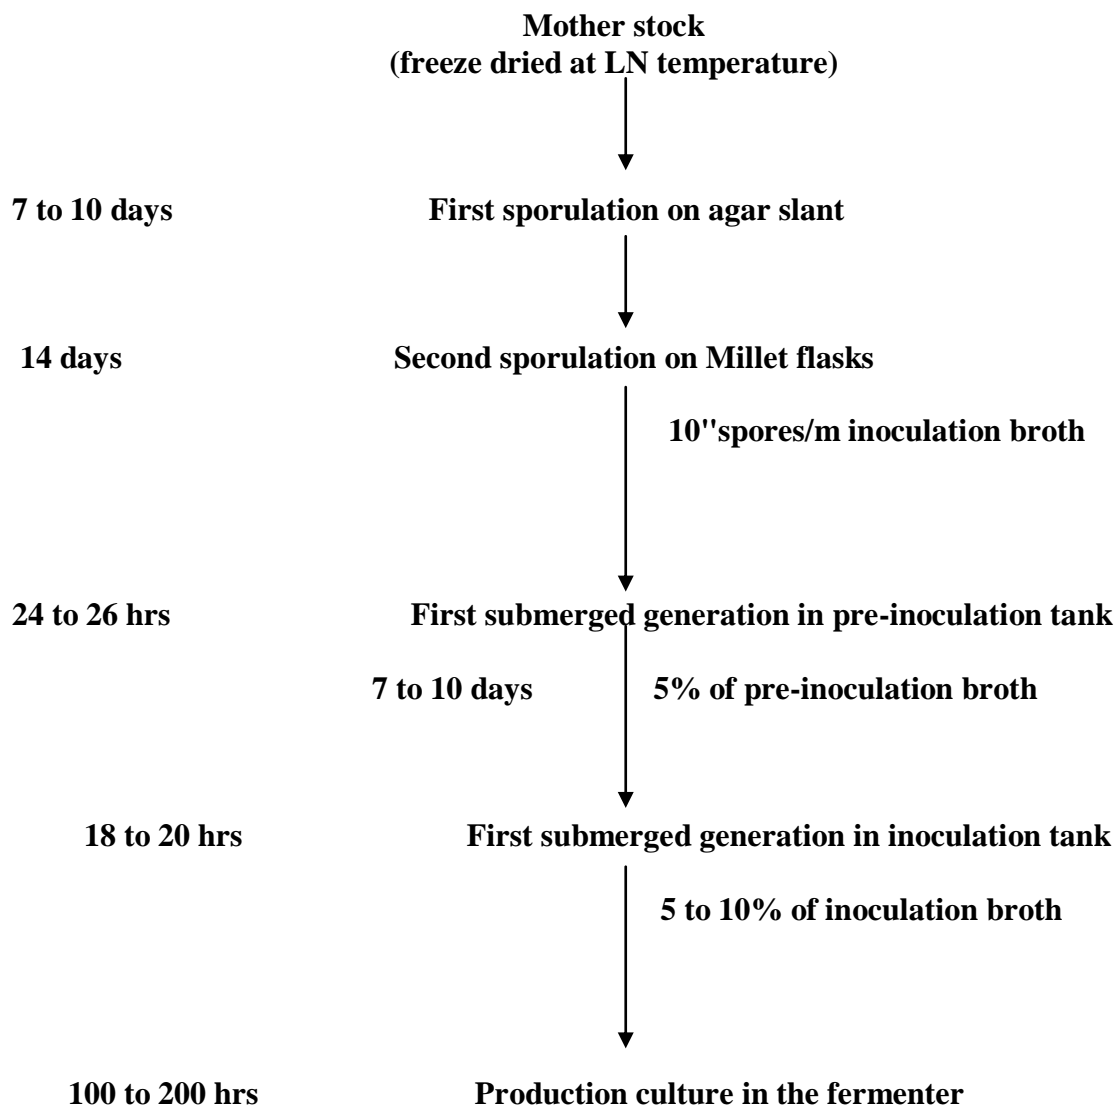 Mother stock
(freeze dried at LN temperature)
7 to 10 days First sporulation on agar slant
14 days Second sporulation on Millet flasks
10"spores/m inoculation broth
24 to 26 hrs First submerged generation in pre-inoculation tank
7 to 10 days 5% of pre-inoculation broth
18 to 20 hrs First submerged generation in inoculation tank
5 to 10% of inoculation broth
100 to 200 hrs Production culture in the fermenter